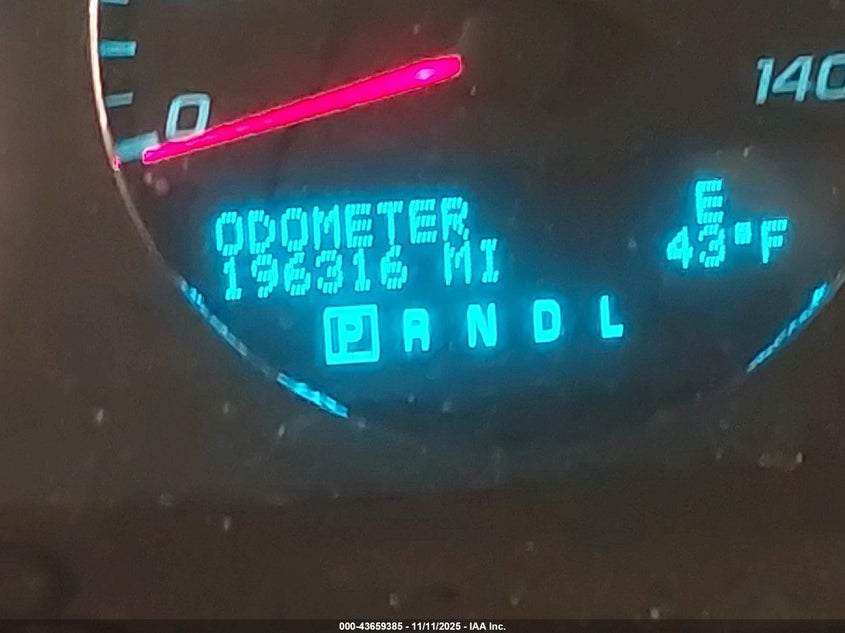 0
140
E
ODOMETER
43°F
196316 MI
P R N D L
000-43659385 - 11/11/2025 - IAA Inc.